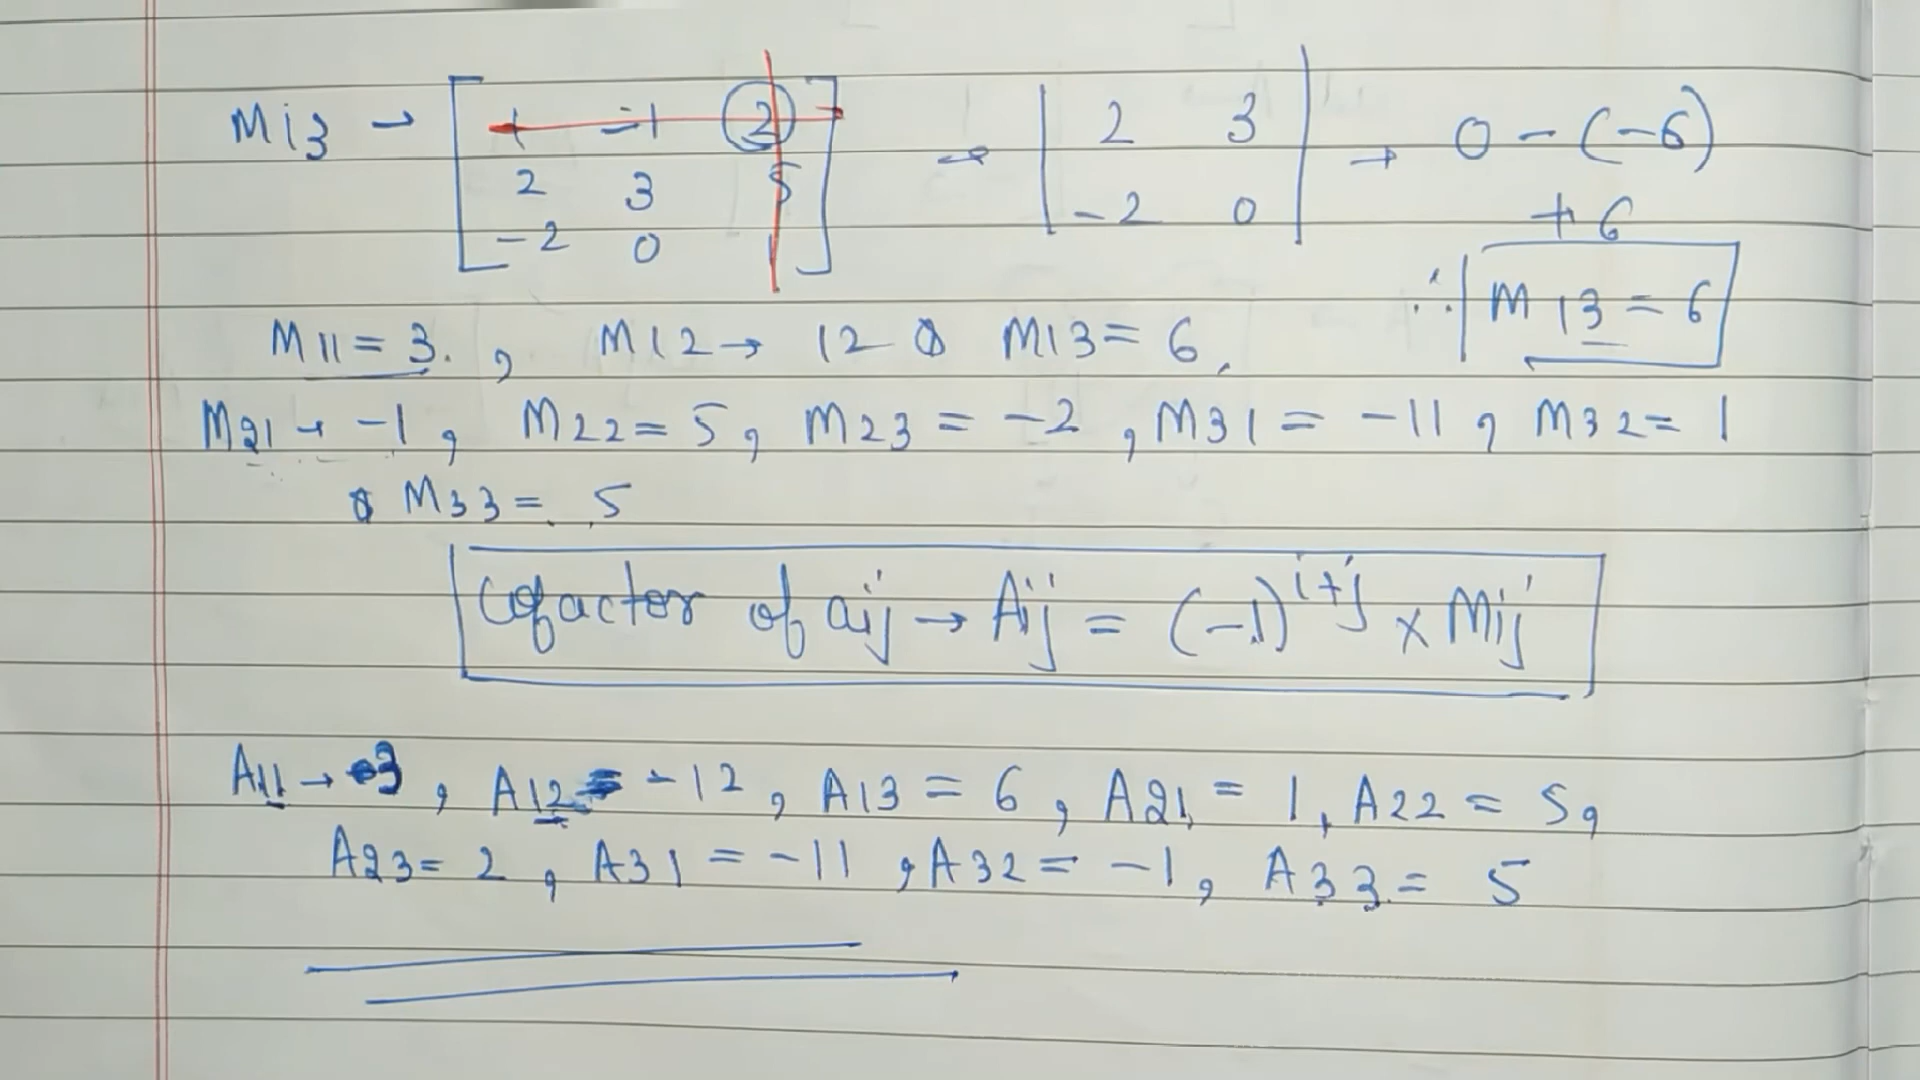 M13 → [ 1 -1 2 → | 2 3 | → 0 - (-6)
2 3 5
-2 0 1 ] -2 0 + 6
∴ M13 = 6
M11 = 3. , M12 → 12 & M13 = 6,
M21 → -1, M22 = 5, M23 = -2, M31 = -11, M32 = 1
& M33 = 5
Cofactor of aij → Aij = (-1)^i+j × Mij
A11 → 3, A12 = -12, A13 = 6, A21 = 1, A22 = 5,
A23 = 2, A31 = -11, A32 = -1, A33 = 5